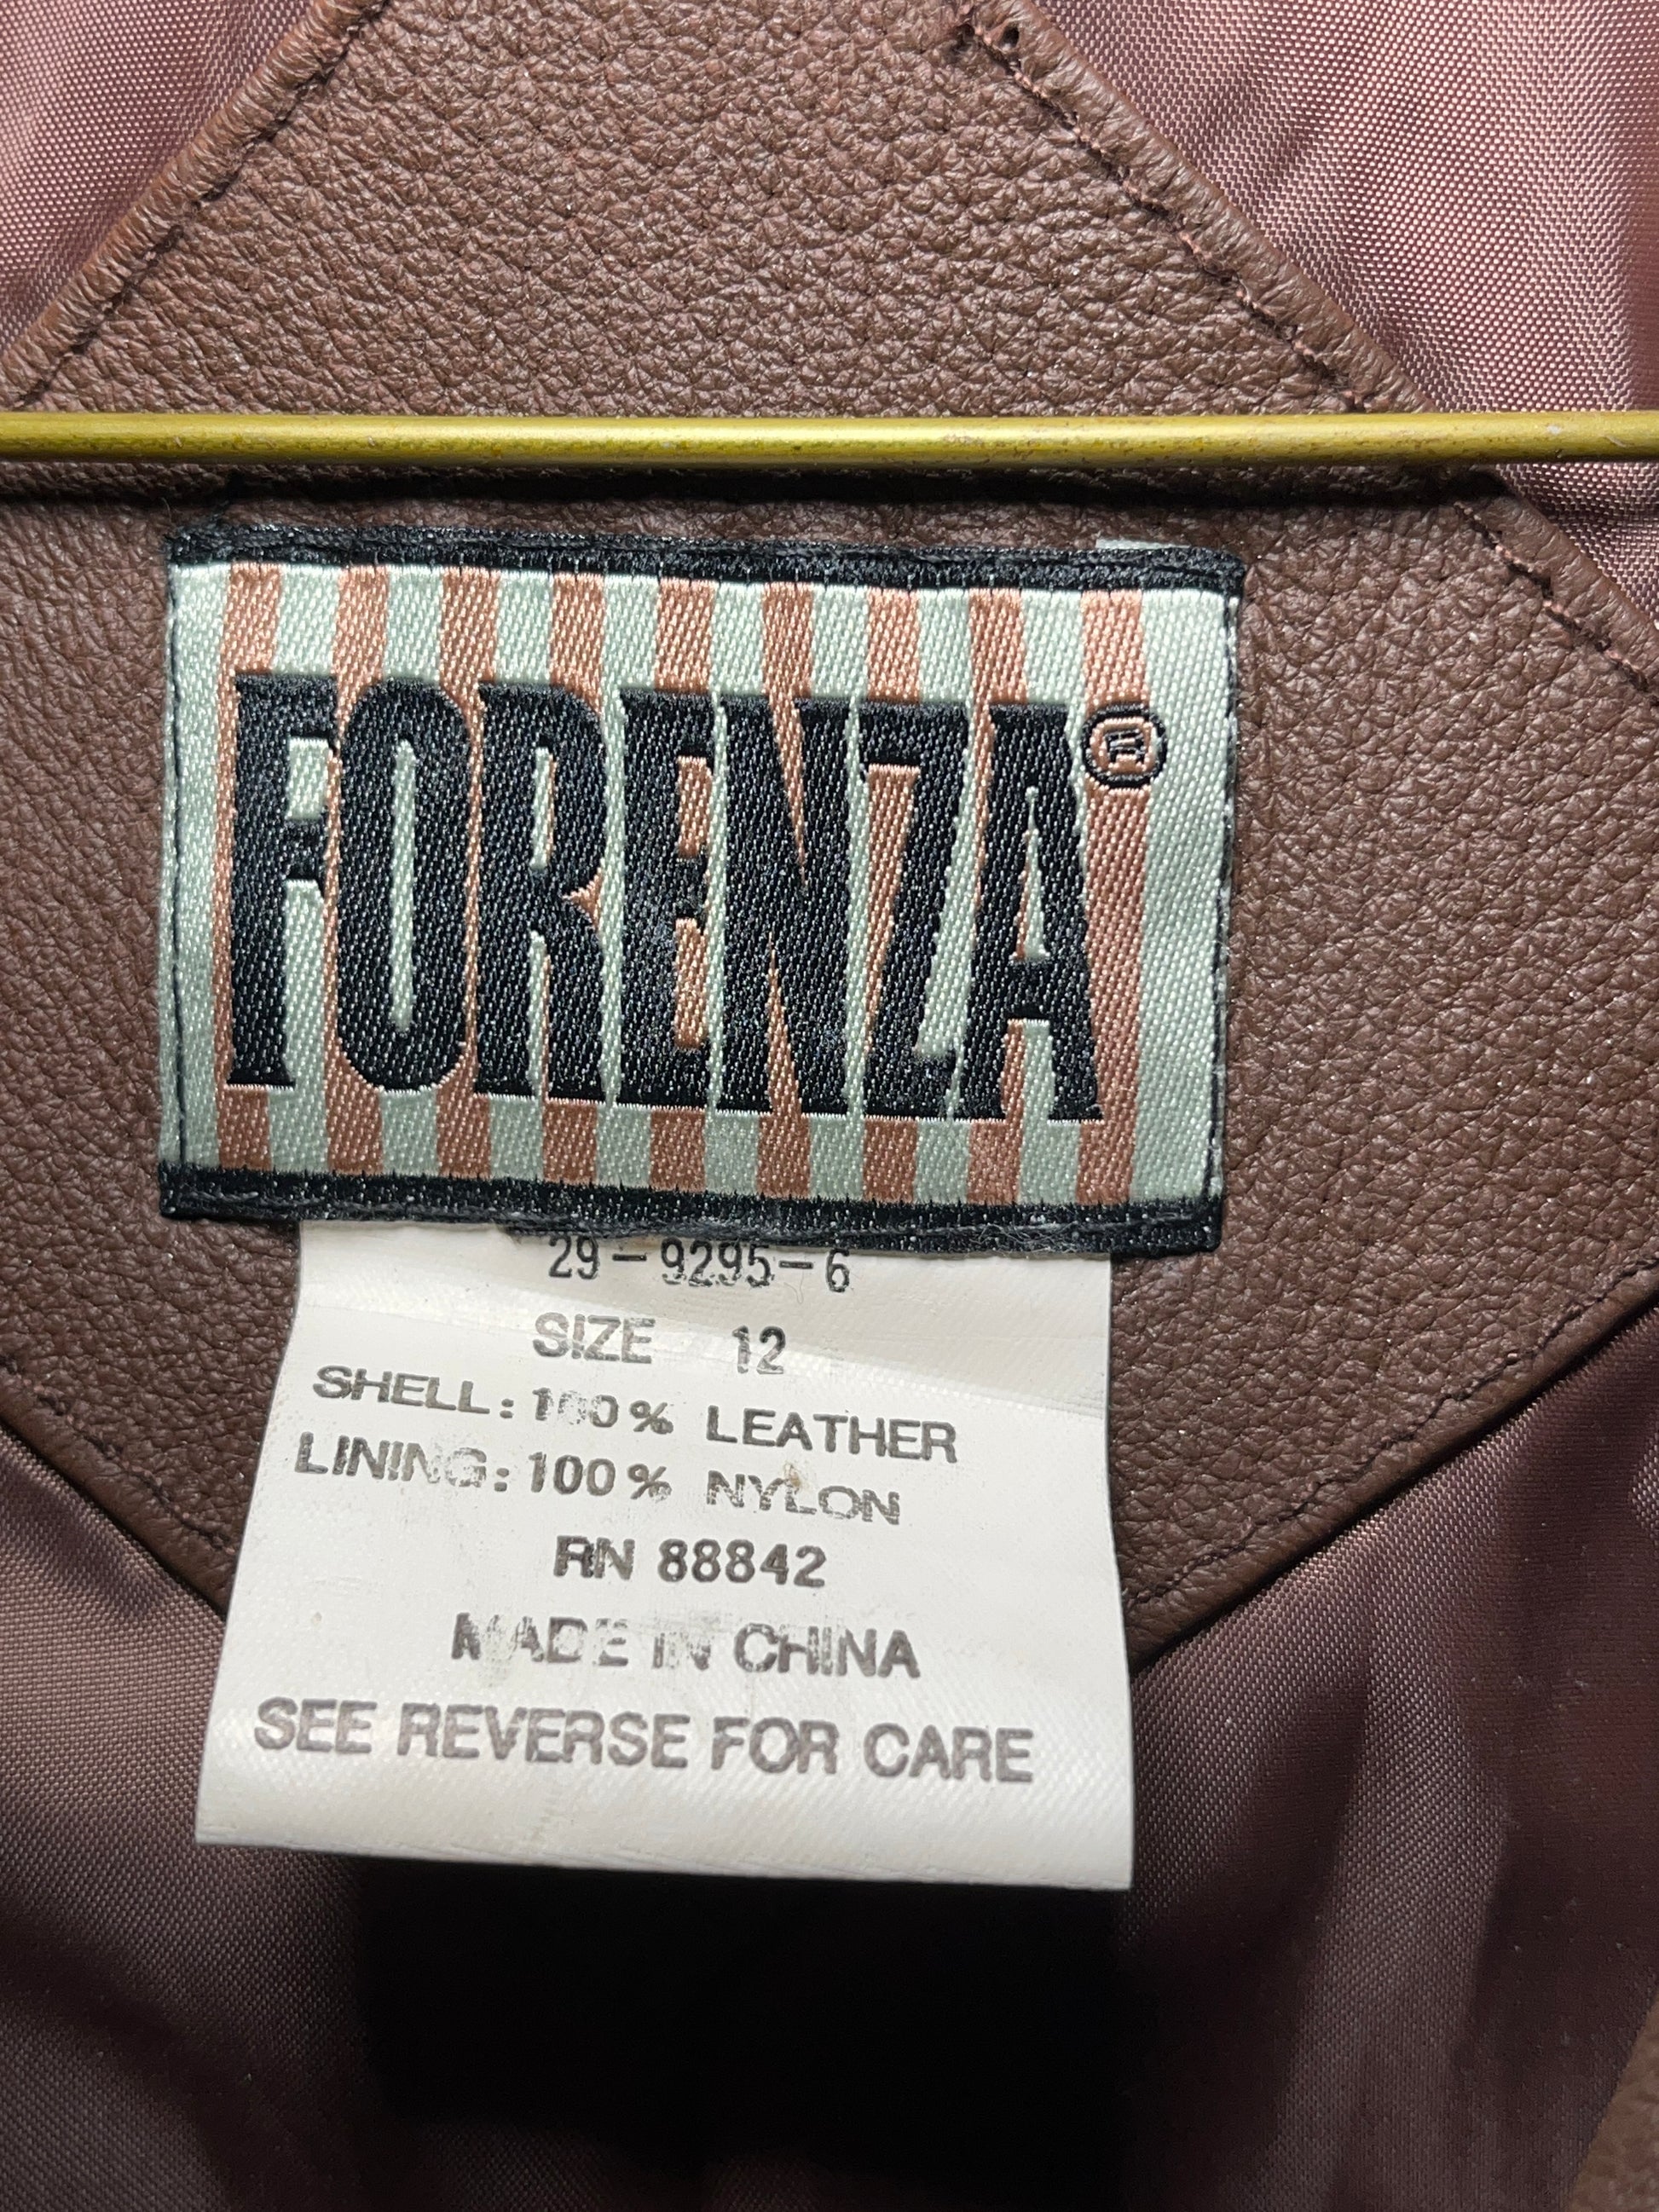 FORENZA®
29-9295-6
SIZE 12
SHELL: 100% LEATHER
LINING: 100% NYLON
RN 88842
MADE IN CHINA
SEE REVERSE FOR CARE